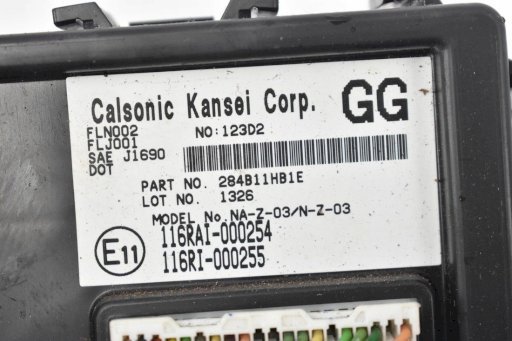 Calsonic Kansei Corp. GG
FLN002 NO:123D2
FLJ001
SAE J1690
DOT
PART NO. 284B11HB1E
LOT NO. 1326
MODEL No. NA-Z-03/N-Z-03
E11 116RAI-000254
116RI-000255